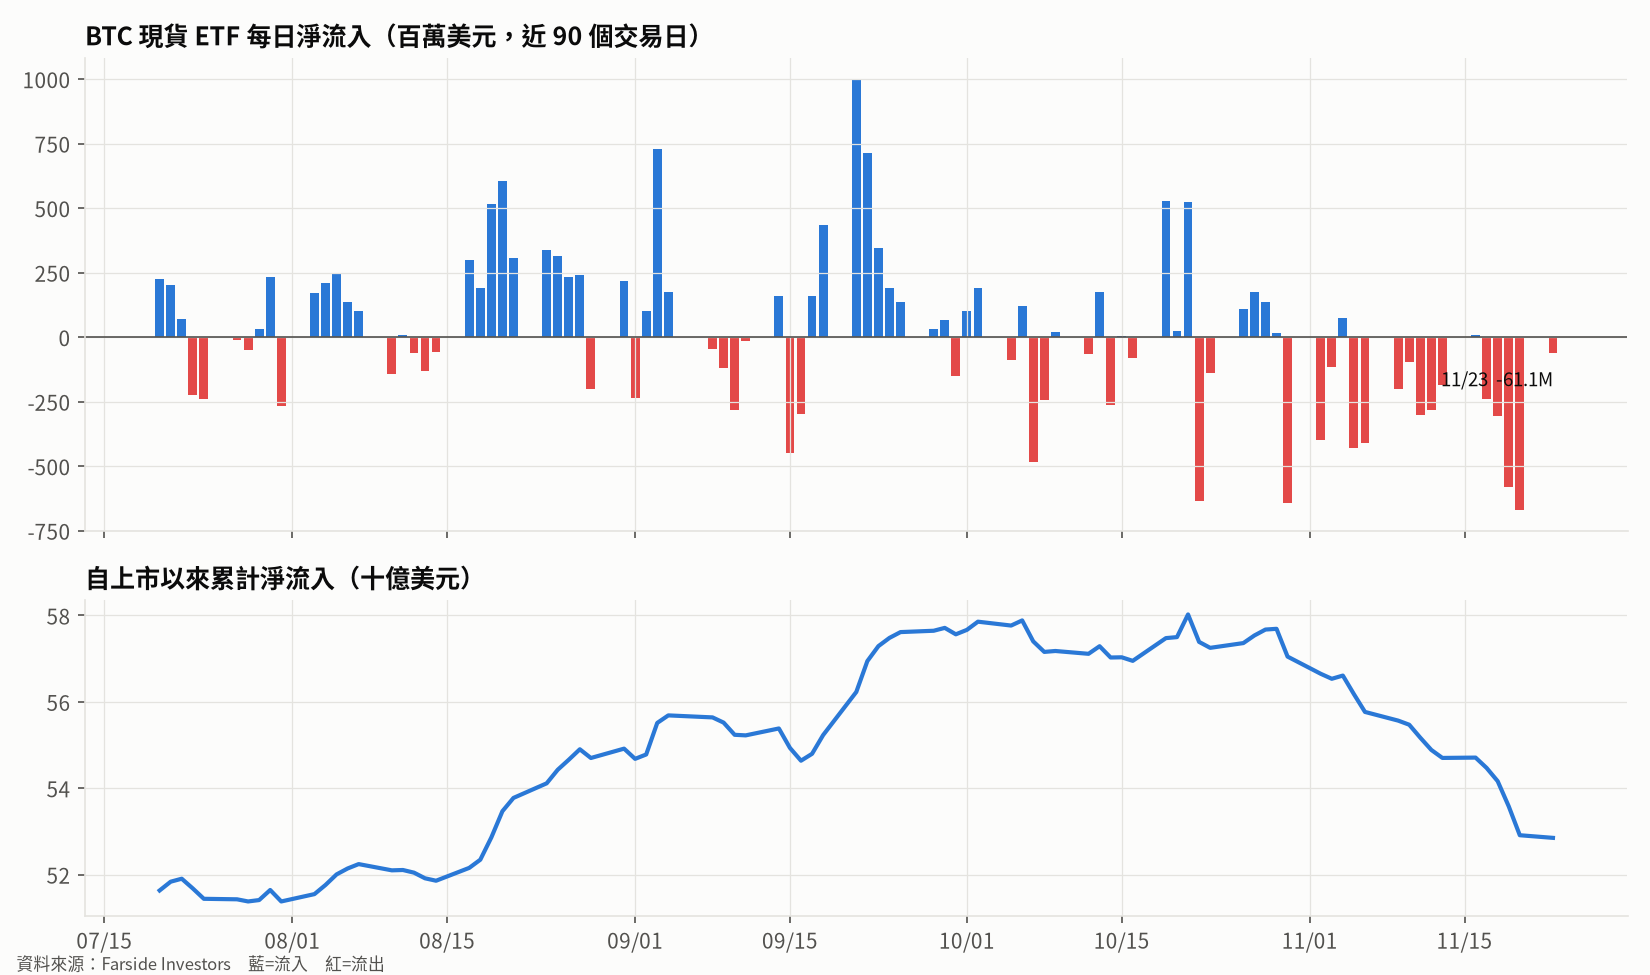 BTC 現貨 ETF 每日淨流入（百萬美元，近 90 個交易日）
1000
750
500
250
0
-250
-500
-750
11/23 -61.1M
自上市以來累計淨流入（十億美元）
58
56
54
52
07/15 08/01 08/15 09/01 09/15 10/01 10/15 11/01 11/15
資料來源：Farside Investors 藍=流入 紅=流出